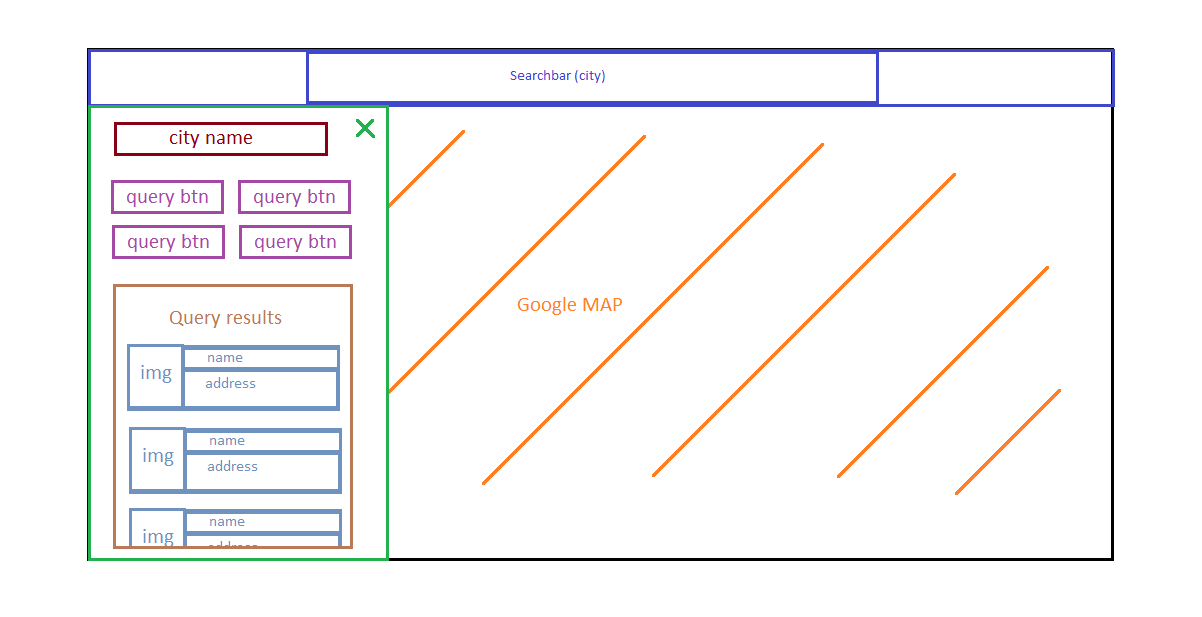 Searchbar (city)
city name
query btn
query btn
query btn
query btn
Google MAP
Query results
img
name
address
img
name
address
img
name
address